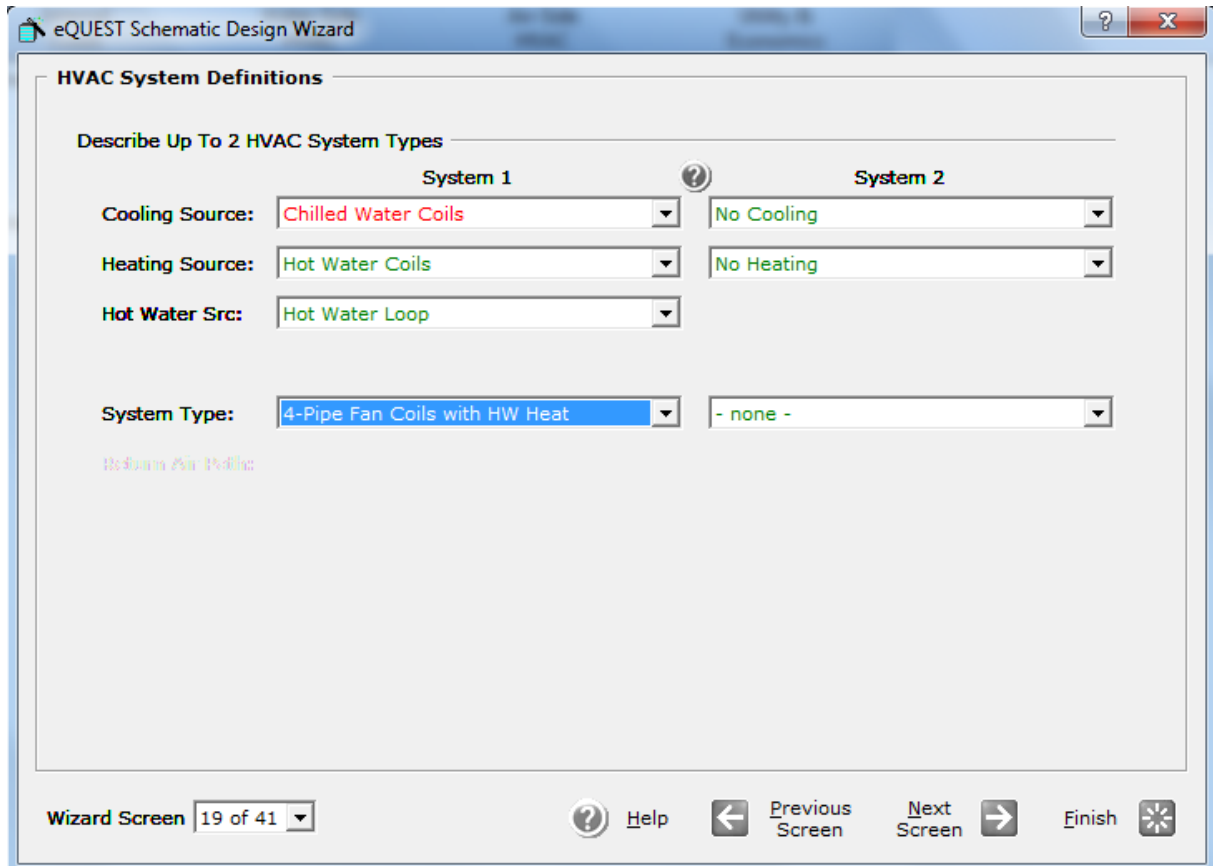 eQUEST Schematic Design Wizard
HVAC System Definitions
Describe Up To 2 HVAC System Types
System 1 System 2
Cooling Source: Chilled Water Coils No Cooling
Heating Source: Hot Water Coils No Heating
Hot Water Src: Hot Water Loop
System Type: 4-Pipe Fan Coils with HW Heat - none -
Return Air Path:
Wizard Screen 19 of 41 Help Previous Screen Next Screen Finish